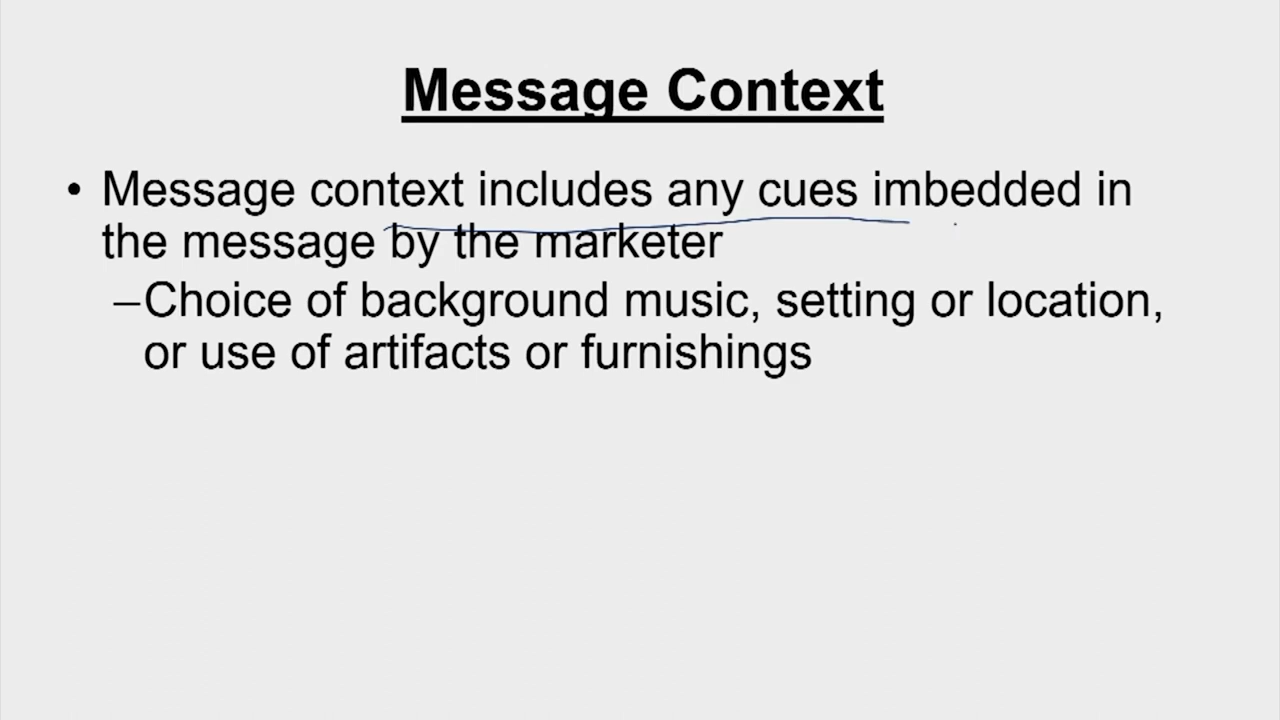 Message Context
• Message context includes any cues imbedded in
the message by the marketer
–Choice of background music, setting or location,
or use of artifacts or furnishings